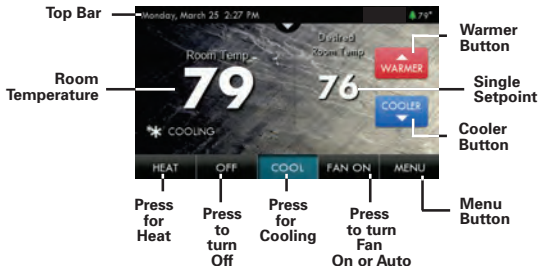 Top Bar
Monday, March 25 2:27 PM
79°
Warmer
Button
Desired
Room Temp
Room Temp
WARMER
Room
Temperature
79
76
Single
Setpoint
COOLER
COOLING
Cooler
Button
HEAT
OFF
COOL
FAN ON
MENU
Press
for
Heat
Press
to
turn
Off
Press
for
Cooling
Press
to turn
Fan
On or Auto
Menu
Button